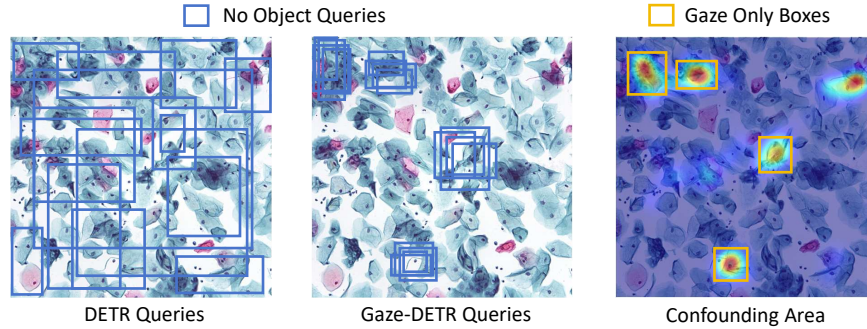 No Object Queries
Gaze Only Boxes
DETR Queries
Gaze-DETR Queries
Confounding Area